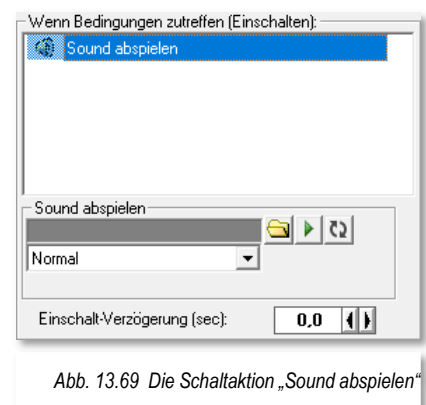 Wenn Bedingungen zutreffen (Einschalten):
Sound abspielen
Sound abspielen
Normal
Einschalt-Verzögerung (sec): 0,0
Abb. 13.69 Die Schaltaktion „Sound abspielen“